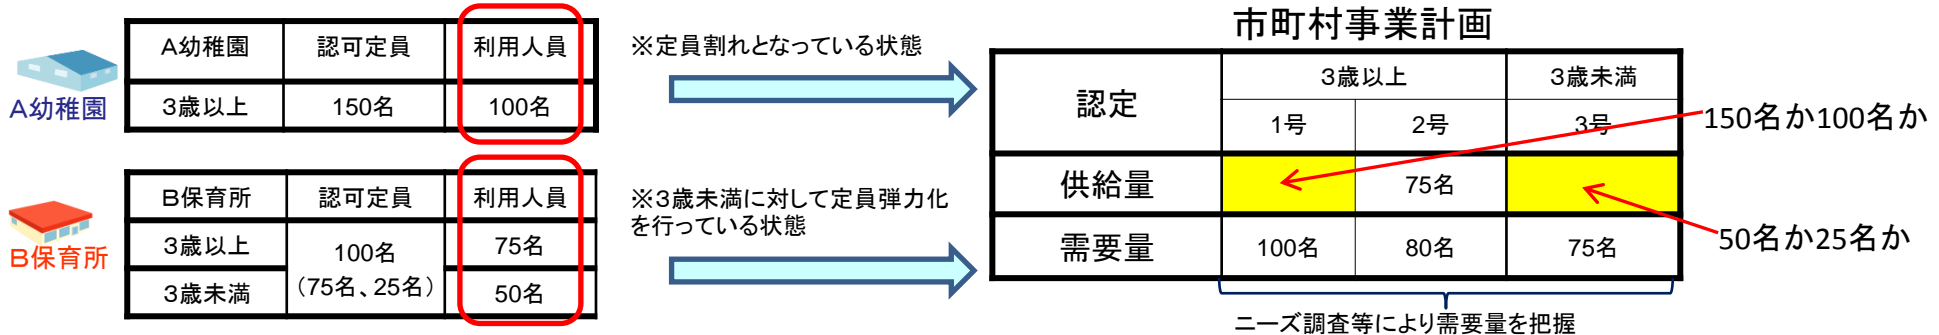 市町村事業計画
A幼稚園 認可定員 利用人員
3歳以上 150名 100名
A幼稚園
※定員割れとなっている状態
B保育所 認可定員 利用人員
3歳以上 100名 75名
3歳未満 (75名、25名) 50名
B保育所
※3歳未満に対して定員弾力化
を行っている状態
認定 3歳以上 3歳未満
1号 2号 3号
供給量 75名
需要量 100名 80名 75名
150名か100名か
50名か25名か
ニーズ調査等により需要量を把握